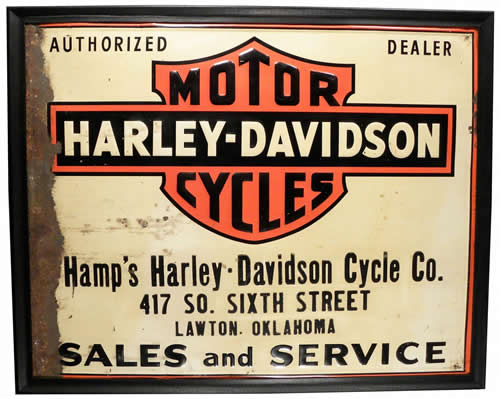 AUTHORIZED DEALER
MOTOR
HARLEY-DAVIDSON
CYCLES
Hamp's Harley-Davidson Cycle Co.
417 SO. SIXTH STREET
LAWTON. OKLAHOMA
SALES and SERVICE